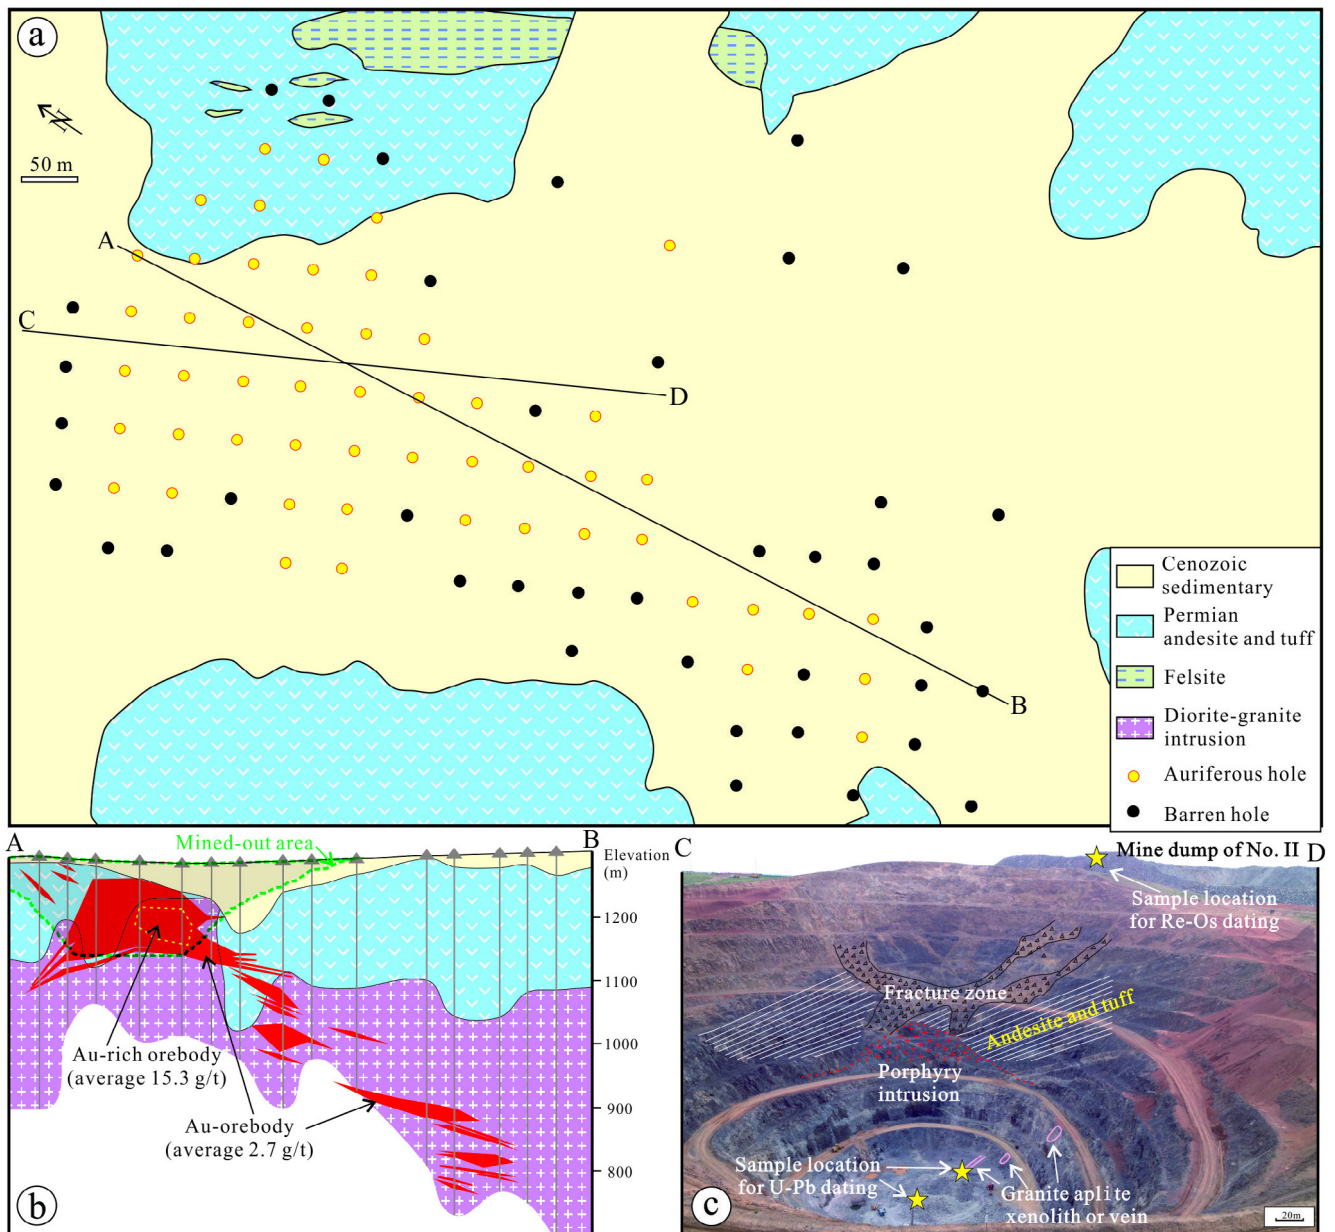 a
N
50 m
A
C
D
B
Cenozoic
sedimentary
Permian
andesite and tuff
Felsite
Diorite-granite
intrusion
Auriferous hole
Barren hole
A
Mined-out area
B
Elevation
(m)
1200
1100
1000
900
800
Au-rich orebody
(average 15.3 g/t)
Au-orebody
(average 2.7 g/t)
b
C
Mine dump of No. II
D
Sample location
for Re-Os dating
Fracture zone
Andesite and tuff
Porphyry
intrusion
Sample location
for U-Pb dating
Granite aplite
xenolith or vein
c
20m